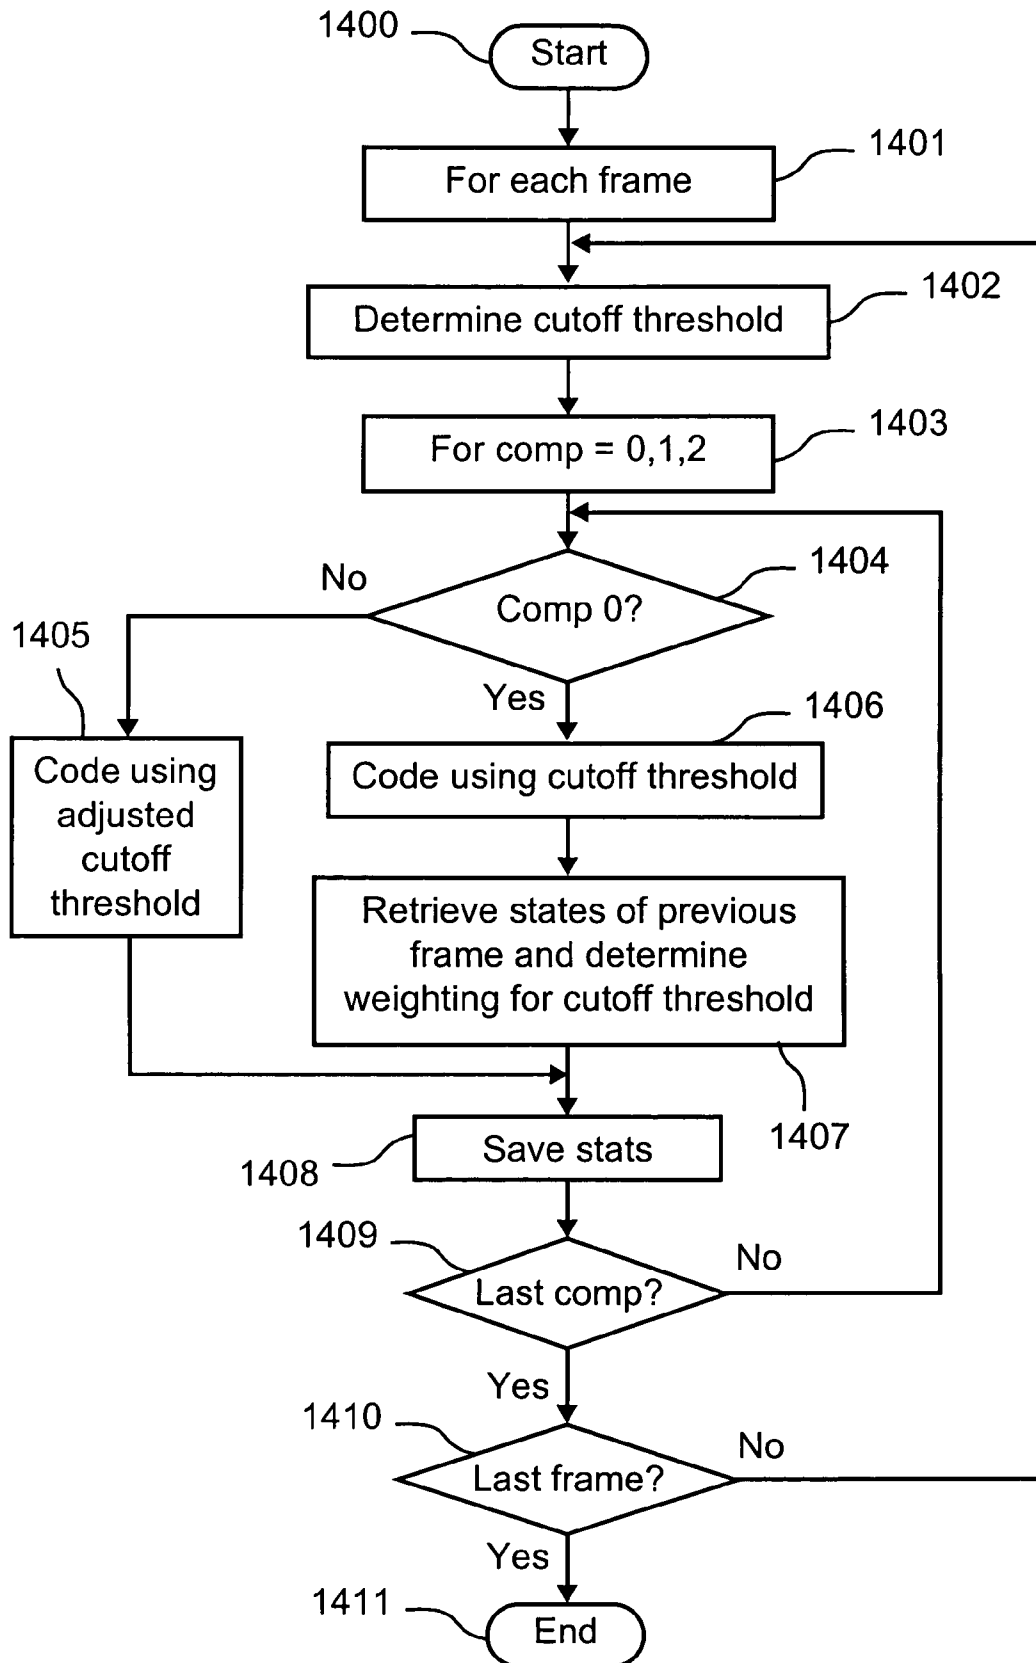 1400
Start
1401
For each frame
1402
Determine cutoff threshold
1403
For comp = 0,1,2
1404
No
Comp 0?
1405
Yes
1406
Code using
adjusted
cutoff
threshold
Code using cutoff threshold
Retrieve states of previous
frame and determine
weighting for cutoff threshold
1407
1408
Save stats
1409
No
Last comp?
Yes
1410
No
Last frame?
Yes
1411
End